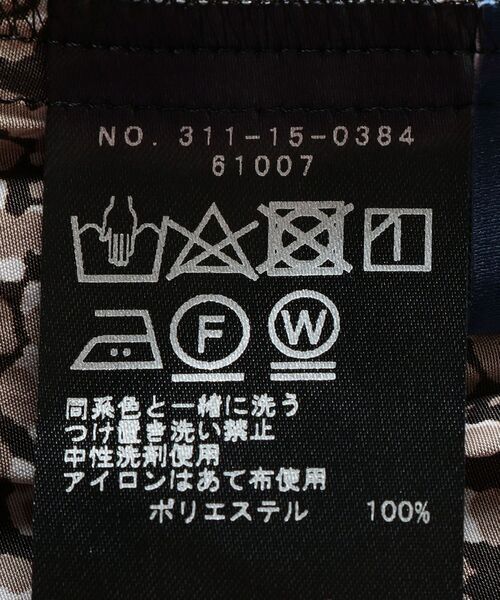 NO. 311-15-0384
61007
F W
同系色と一緒に洗う
つけ置き洗い禁止
中性洗剤使用
アイロンはあて布使用
ポリエステル 100%